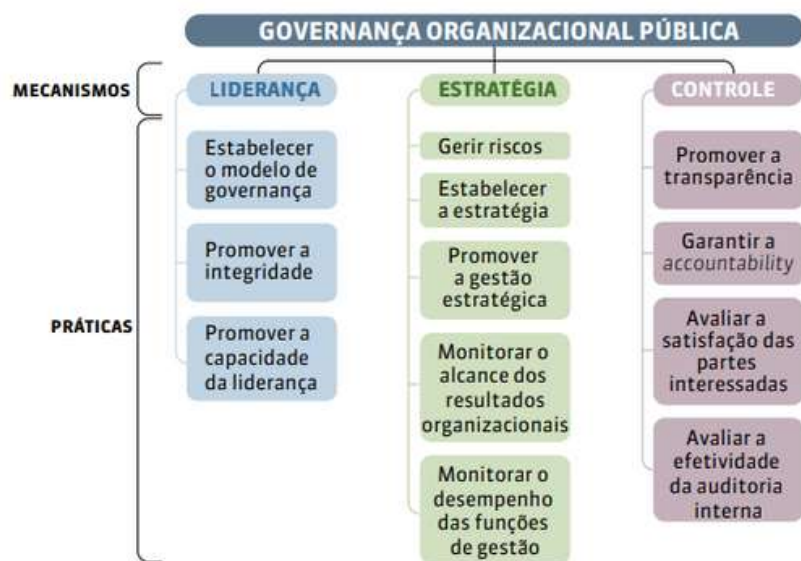 GOVERNANÇA ORGANIZACIONAL PÚBLICA
MECANISMOS
LIDERANÇA
ESTRATÉGIA
CONTROLE
PRÁTICAS
Estabelecer
o modelo de
governança
Promover a
integridade
Promover a
capacidade
da liderança
Gerir riscos
Estabelecer
a estratégia
Promover
a gestão
estratégica
Monitorar o
alcance dos
resultados
organizacionais
Monitorar o
desempenho
das funções
de gestão
Promover a
transparência
Garantir a
accountability
Avaliar a
satisfação das
partes
interessadas
Avaliar a
efetividade
da auditoria
interna